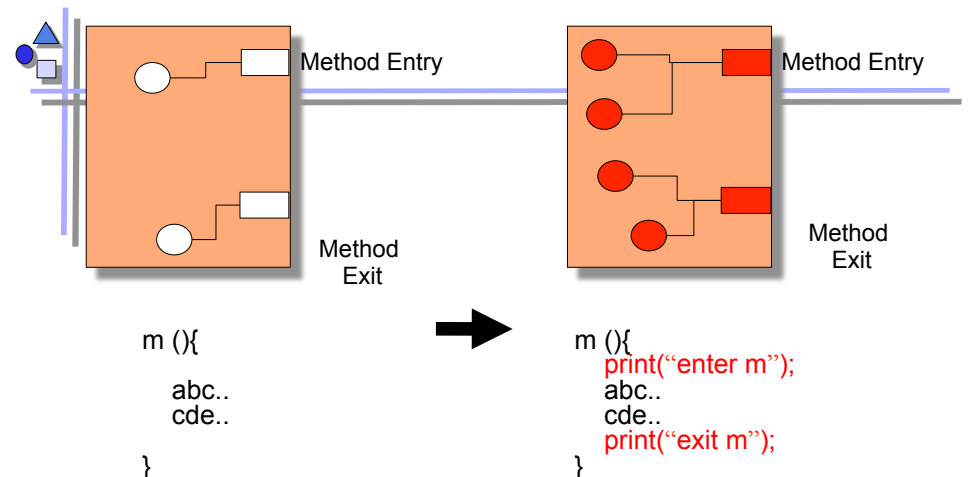 Method Entry
Method
Exit
m (){
abc..
cde..
}
Method Entry
Method
Exit
m (){
print(“enter m”);
abc..
cde..
print(“exit m”);
}